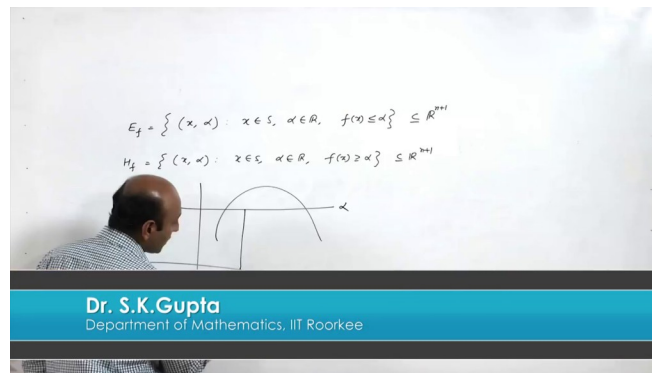 E_f = { (x, α) : x ∈ S, α ∈ ℝ, f(x) ≤ α } ⊆ ℝ^{n+1}
H_f = { (x, α) : x ∈ S, α ∈ ℝ, f(x) ≥ α } ⊆ ℝ^{n+1}
α
Dr. S.K.Gupta
Department of Mathematics, IIT Roorkee